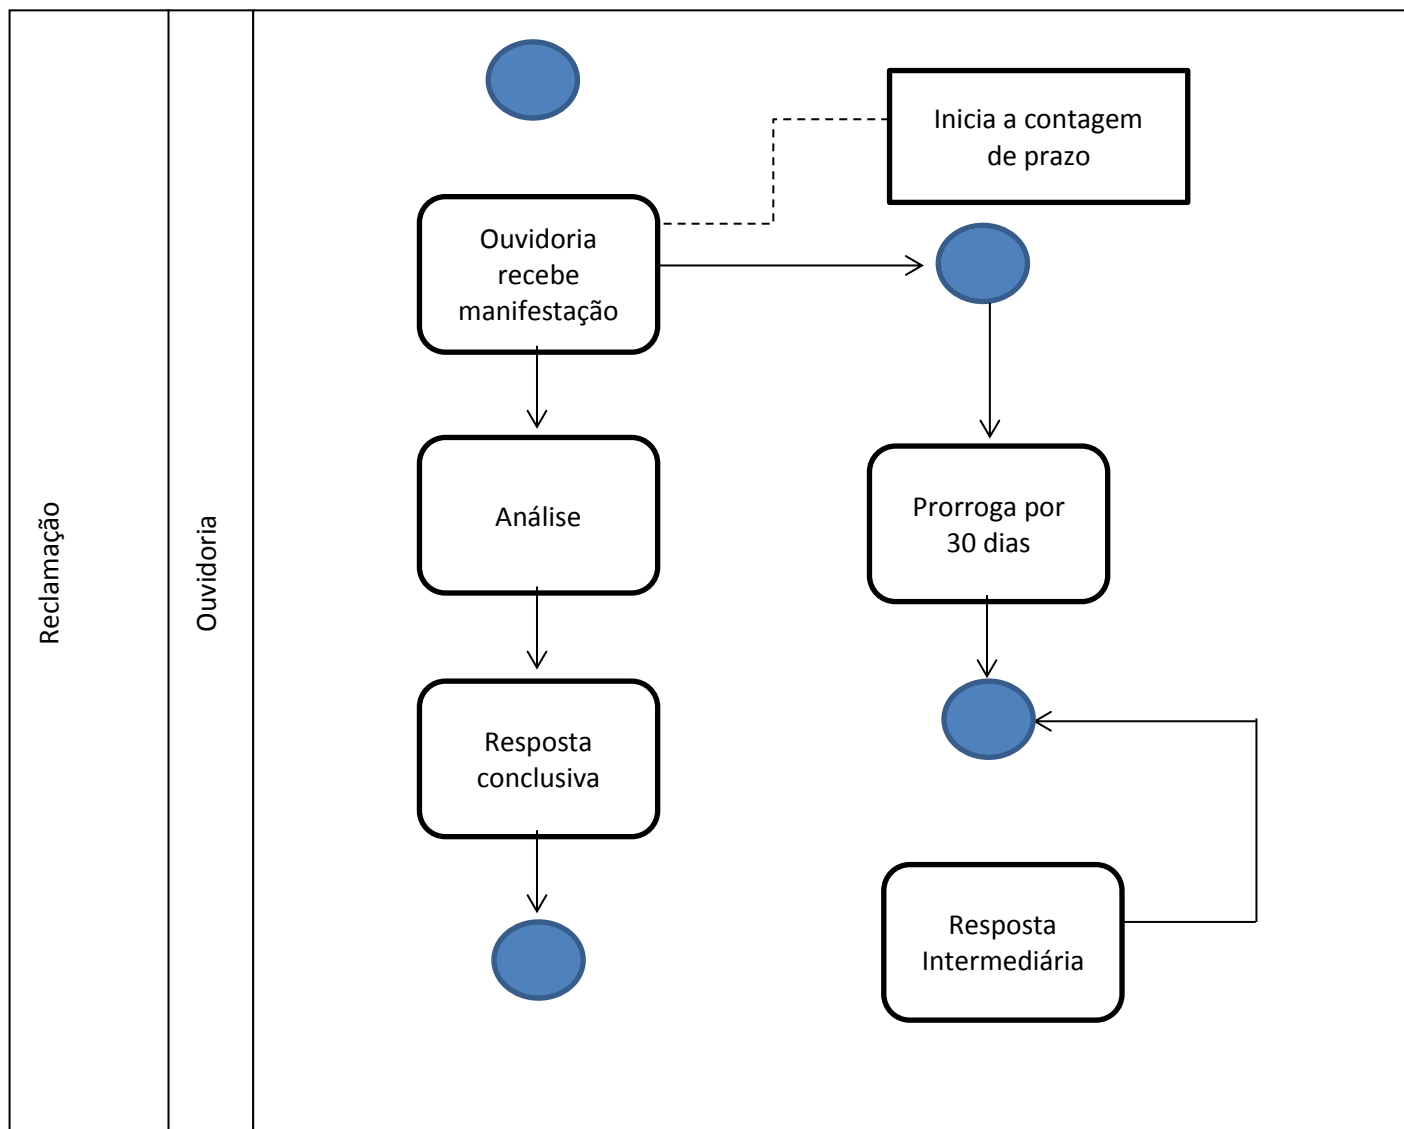 Reclamação
Ouvidoria
Inicia a contagem
de prazo
Ouvidoria
recebe
manifestação
Análise
Prorroga por
30 dias
Resposta
conclusiva
Resposta
Intermediária